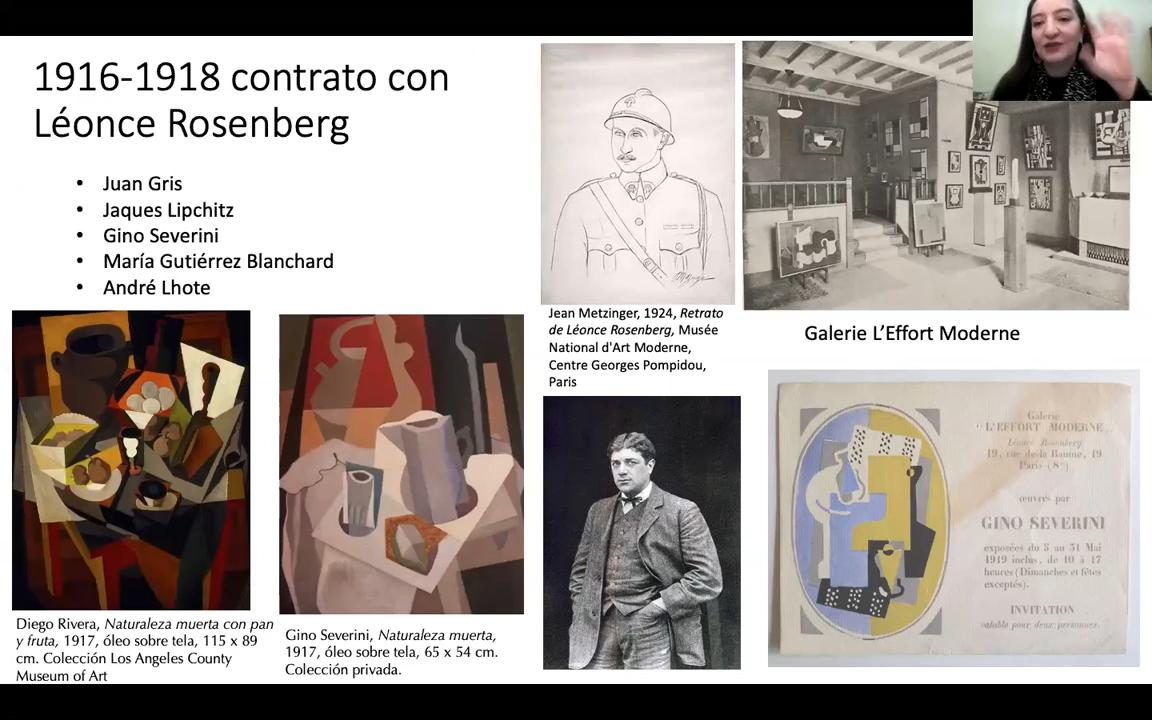 1916-1918 contrato con
Léonce Rosenberg
• Juan Gris
• Jaques Lipchitz
• Gino Severini
• María Gutiérrez Blanchard
• André Lhote
Diego Rivera, Naturaleza muerta con pan
y fruta, 1917, óleo sobre tela, 115 x 89
cm. Colección Los Angeles County
Museum of Art
Gino Severini, Naturaleza muerta,
1917, óleo sobre tela, 65 x 54 cm.
Colección privada.
Jean Metzinger, 1924, Retrato
de Léonce Rosenberg, Musée
National d'Art Moderne,
Centre Georges Pompidou,
Paris
Galerie L’Effort Moderne
Galerie
"L'EFFORT MODERNE"
Léonce Rosenberg
19, rue de la Baume, 19
Paris (8e)
œuvres par
GINO SEVERINI
exposées du 5 au 31 Mai
1919 inclus, de 10 à 17
heures (Dimanches et fêtes
exceptés).
INVITATION
valable pour deux personnes.